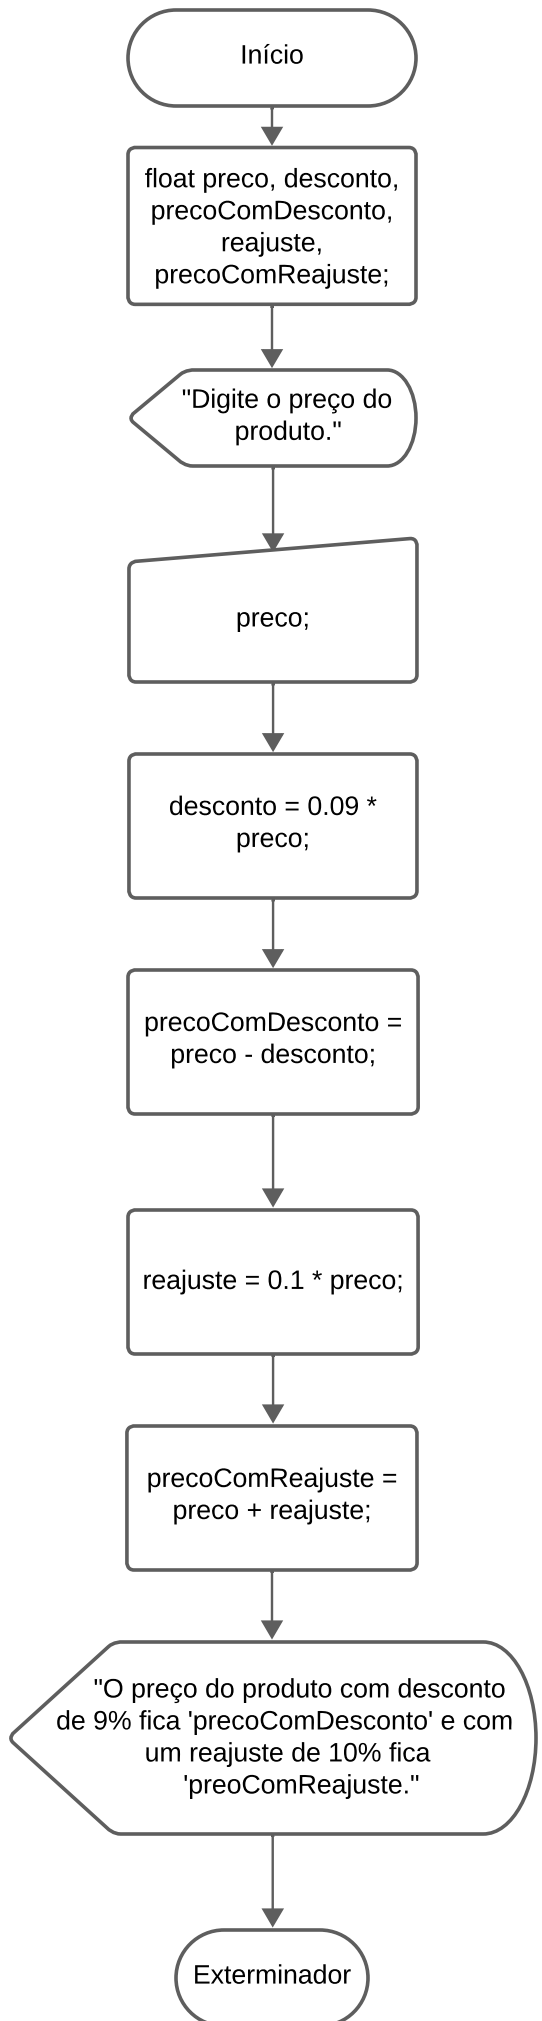 Início
float preco, desconto,
precoComDesconto,
reajuste,
precoComReajuste;
"Digite o preço do
produto."
preco;
desconto = 0.09 *
preco;
precoComDesconto =
preco - desconto;
reajuste = 0.1 * preco;
precoComReajuste =
preco + reajuste;
"O preço do produto com desconto
de 9% fica 'precoComDesconto' e com
um reajuste de 10% fica
'preoComReajuste."
Exterminador